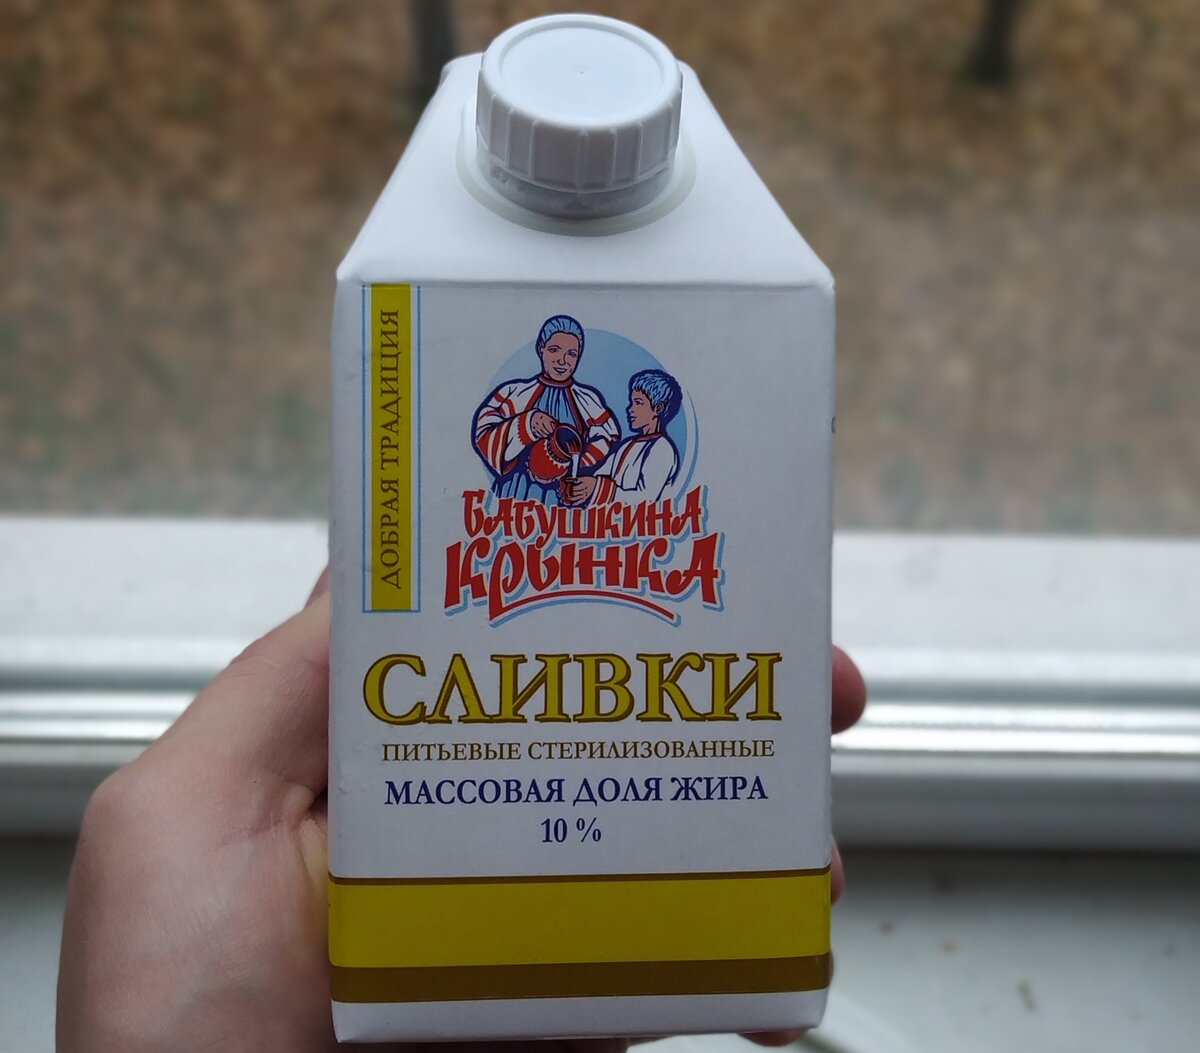 ДОБРАЯ ТРАДИЦИЯ
БАБУШКИНА
КРЫНКА
СЛИВКИ
ПИТЬЕВЫЕ СТЕРИЛИЗОВАННЫЕ
МАССОВАЯ ДОЛЯ ЖИРА
10 %